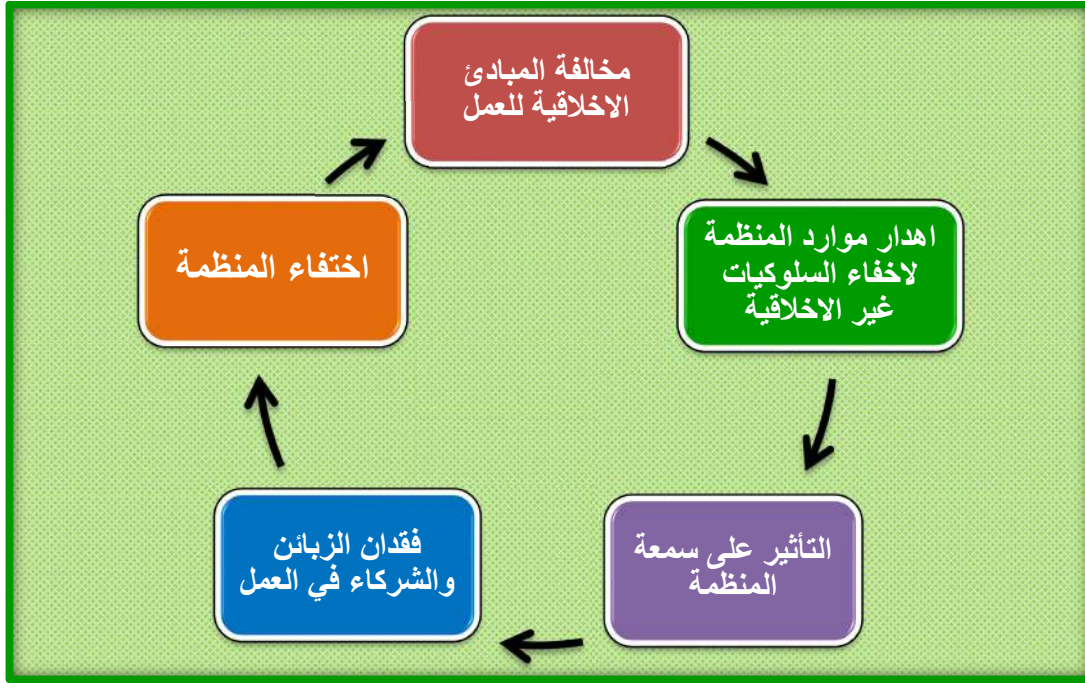 مخالفة المبادئ
الاخلاقية للعمل
اهدار موارد المنظمة
لاخفاء السلوكيات
غير الاخلاقية
التأثير على سمعة
المنظمة
فقدان الزبائن
والشركاء في العمل
اختفاء المنظمة